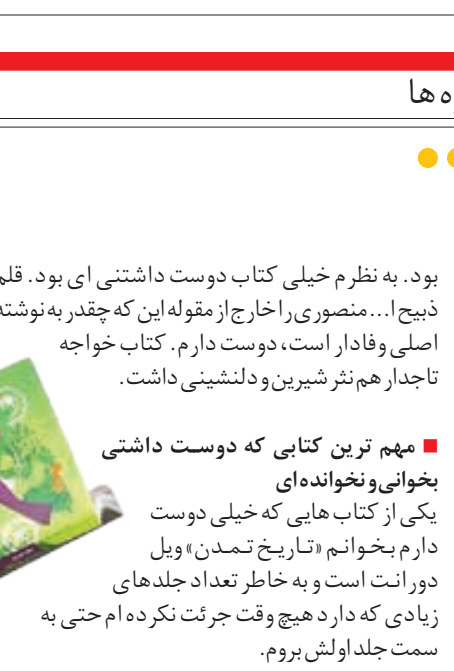 بود. به نظرم خیلی کتاب دوست داشتنی ای بود. قلم
ذبیح ا... منصوری را خارج از مقوله این که چقدر به نوشته
اصلی وفادار است، دوست دارم. کتاب خواجه
تاجدار هم نثر شیرین و دلنشینی داشت.
مهم ترین کتابی که دوست داشتی
بخوانی و نخوانده‌ای
یکی از کتاب هایی که خیلی دوست
دارم بخوانم «تاریخ تمدن» ویل
دورانت است و به خاطر تعداد جلدهای
زیادی که دارد هیچ وقت جرئت نکرده ام حتی به
سمت جلد اولش بروم.